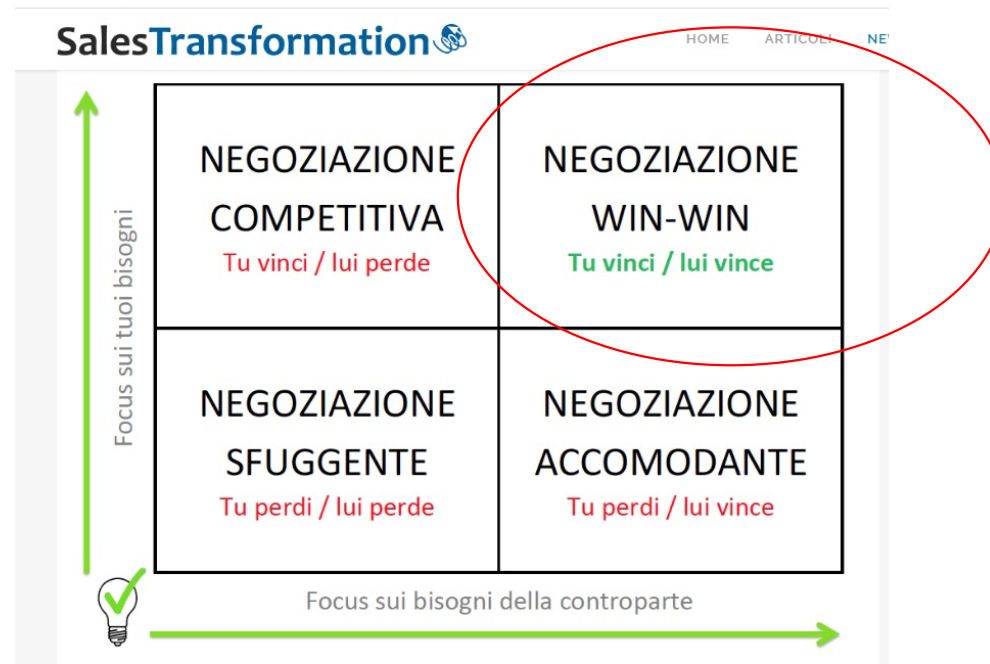 SalesTransformation
HOME ARTICOLI NE
NEGOZIAZIONE
COMPETITIVA
Tu vinci / lui perde
NEGOZIAZIONE
WIN-WIN
Tu vinci / lui vince
Focus sui tuoi bisogni
NEGOZIAZIONE
SFUGGENTE
Tu perdi / lui perde
NEGOZIAZIONE
ACCOMODANTE
Tu perdi / lui vince
Focus sui bisogni della controparte